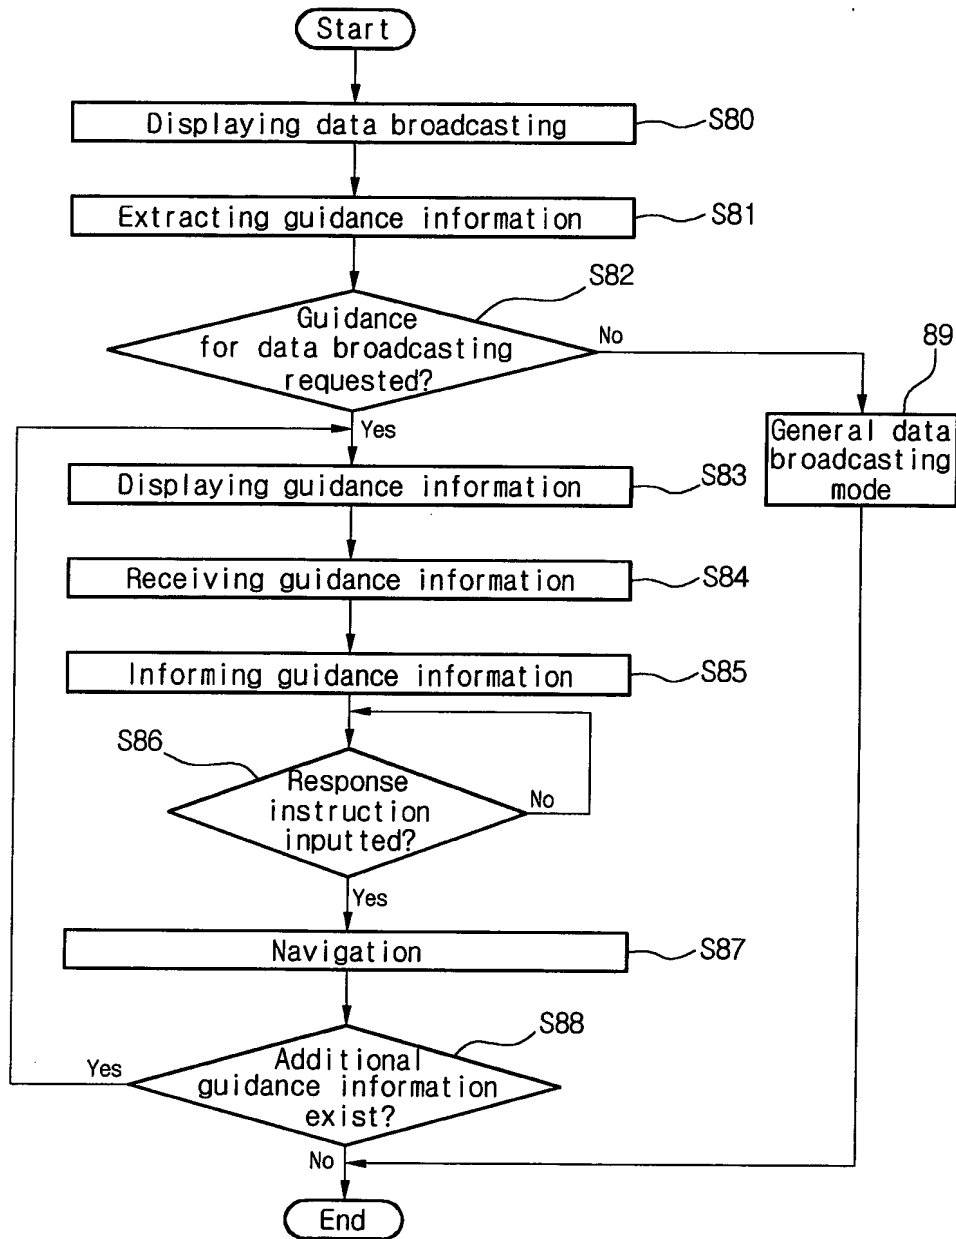 Start
Displaying data broadcasting
S80
Extracting guidance information
S81
S82
Guidance
for data broadcasting
requested?
No
Yes
89
General data
broadcasting
mode
Displaying guidance information
S83
Receiving guidance information
S84
Informing guidance information
S85
S86
Response
instruction
inputted?
No
Yes
Navigation
S87
S88
Additional
guidance information
exist?
Yes
No
End